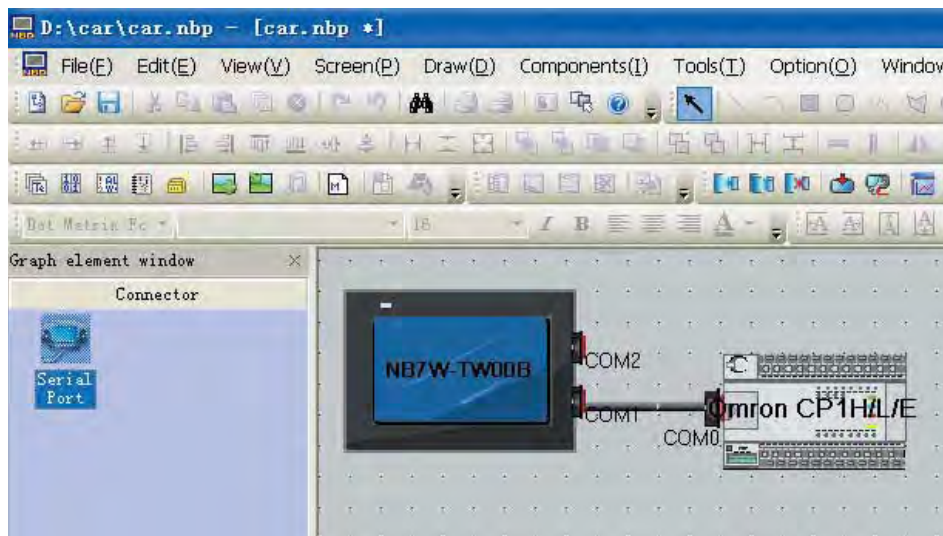 D:\car\car.nbp - [car.nbp *]
File(F) Edit(E) View(V) Screen(P) Draw(D) Components(I) Tools(T) Option(O) Window
16 I B A
Graph element window ×
Connector
Serial
Port
NB7W-TW00B
COM2
COM1
COM0
Omron CP1H/L/E